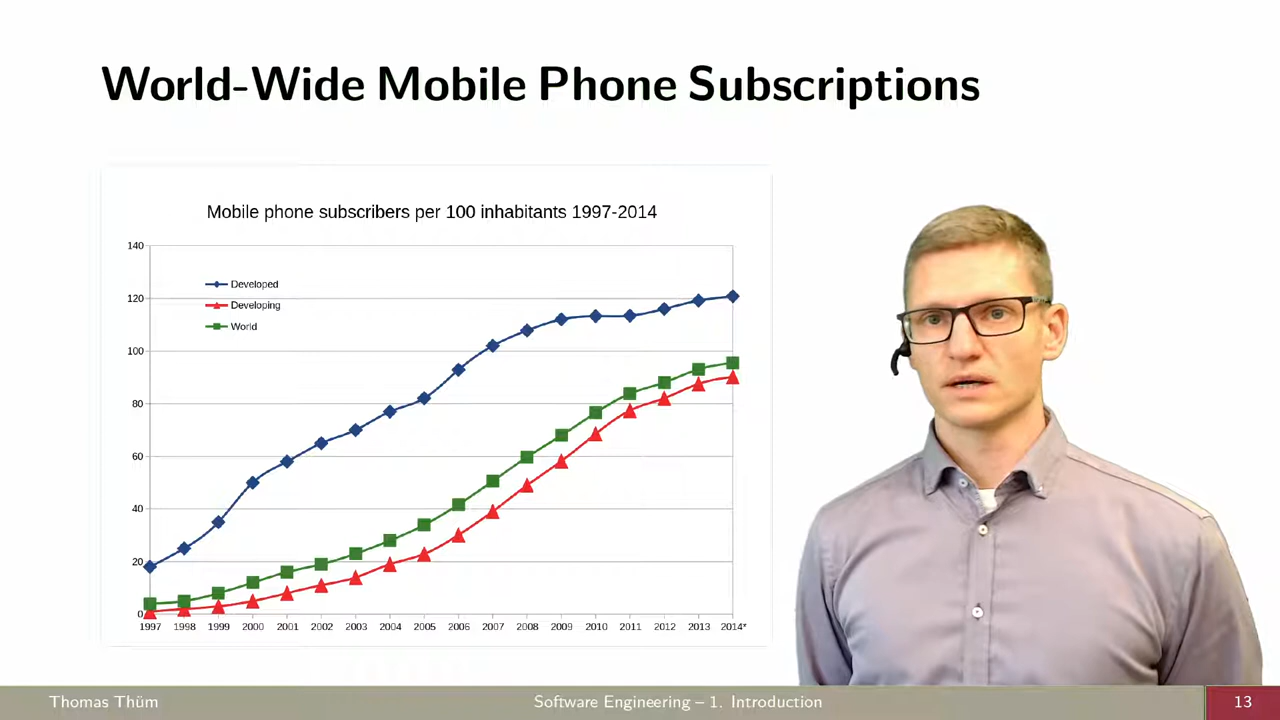 World-Wide Mobile Phone Subscriptions
Mobile phone subscribers per 100 inhabitants 1997-2014
140
120
100
80
60
40
20
0
Developed
Developing
World
1997 1998 1999 2000 2001 2002 2003 2004 2005 2006 2007 2008 2009 2010 2011 2012 2013 2014*
Thomas Thüm Software Engineering – 1. Introduction 13